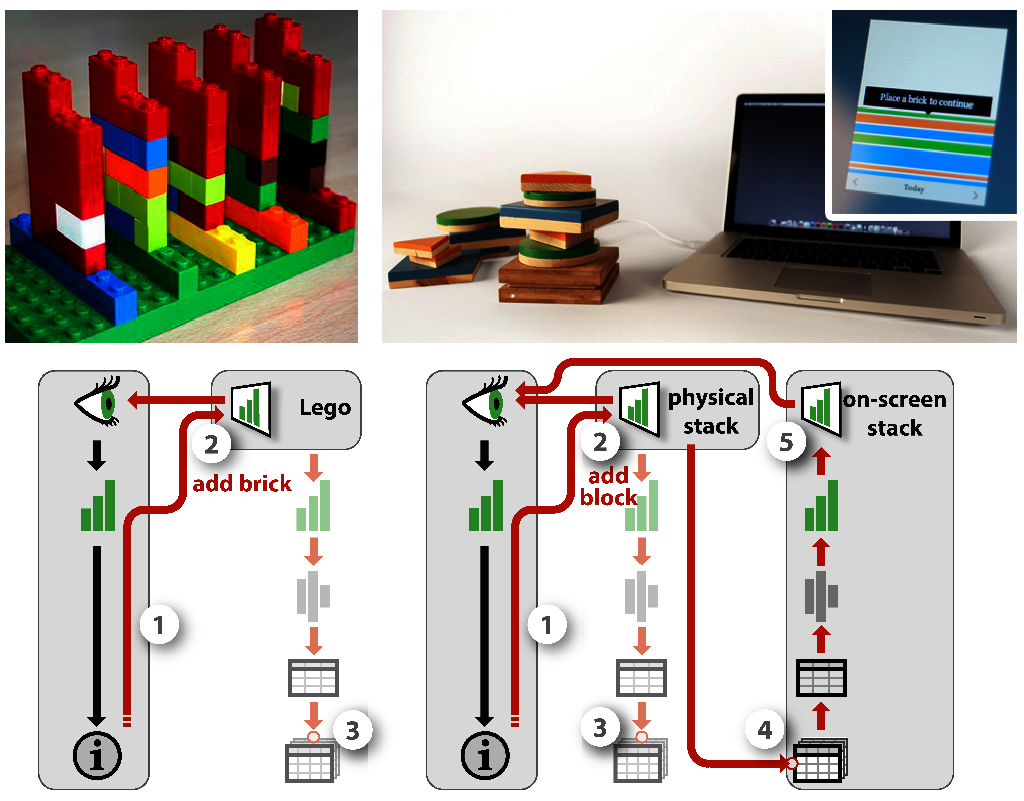 Place a brick to continue
Today
Lego
2
add brick
1
3
i
physical
stack
on-screen
stack
2
5
add
block
1
3
4
i